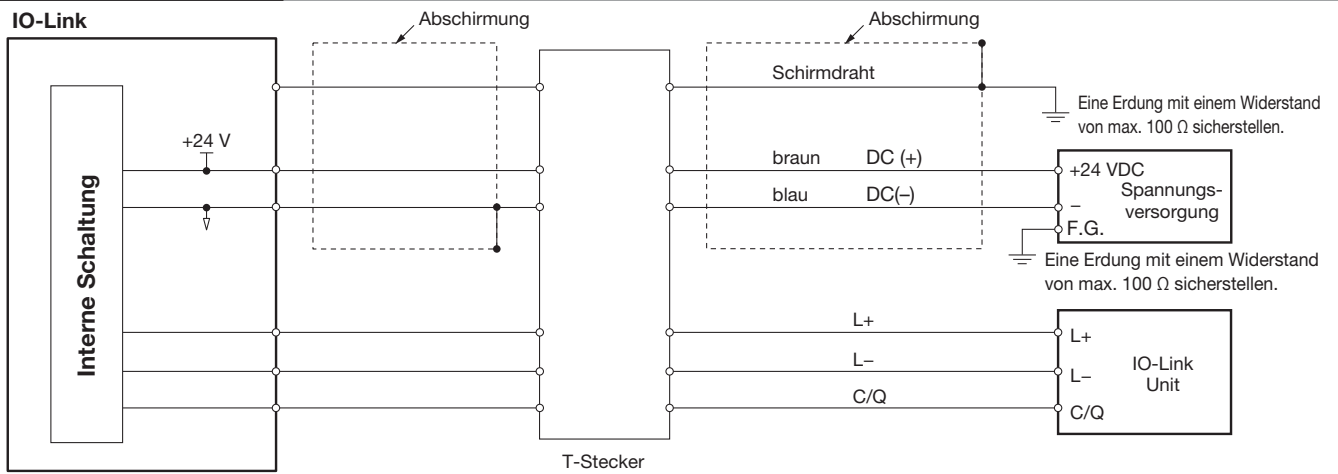 IO-Link
Abschirmung
Abschirmung
Schirmdraht
Eine Erdung mit einem Widerstand
von max. 100 Ω sicherstellen.
+24 V
braun DC (+)
+24 VDC
Spannungs-
versorgung
blau DC(–)
–
F.G.
Eine Erdung mit einem Widerstand
von max. 100 Ω sicherstellen.
Interne Schaltung
L+
L+
L–
L–
IO-Link
Unit
C/Q
C/Q
T-Stecker